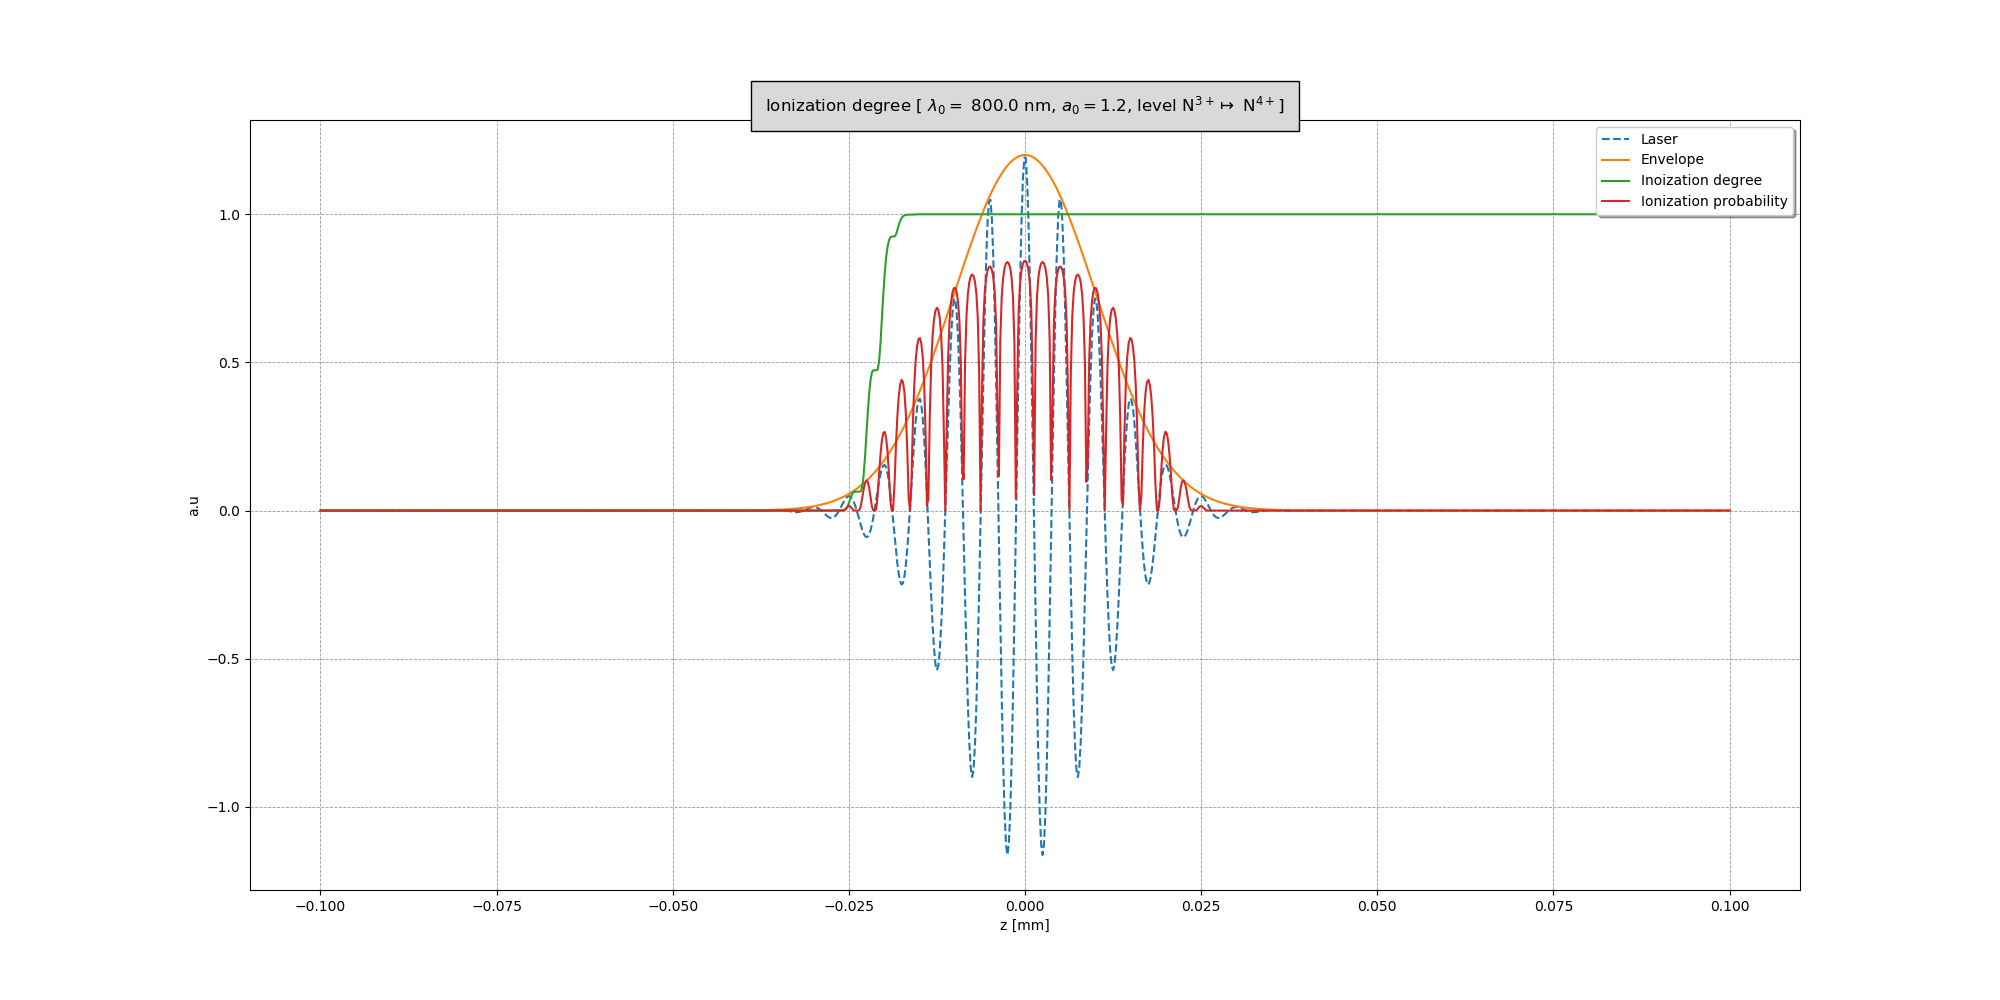 Ionization degree [ λ₀ = 800.0 nm, a₀ = 1.2, level N³⁺ ↦ N⁴⁺]
Laser
Envelope
Inoization degree
Ionization probability
1.0
0.5
0.0
−0.5
−1.0
a.u
−0.100 −0.075 −0.050 −0.025 0.000 0.025 0.050 0.075 0.100
z [mm]